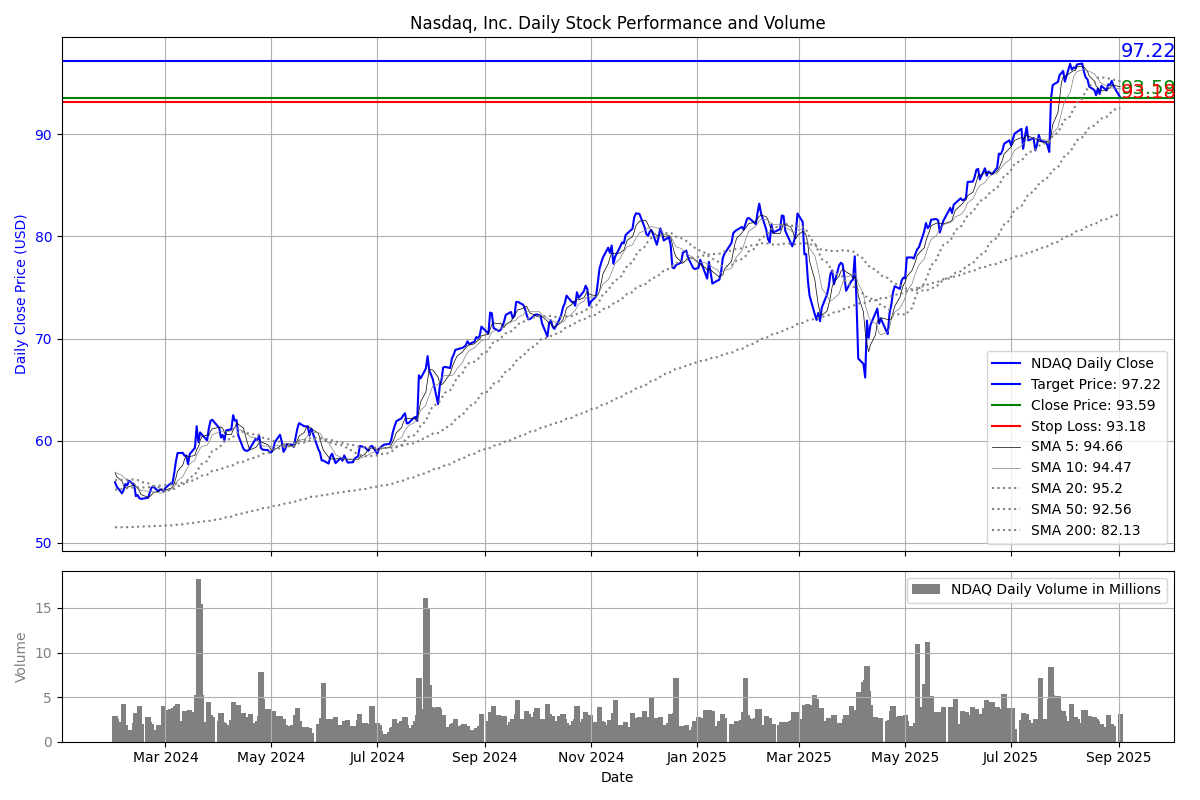 Nasdaq, Inc. Daily Stock Performance and Volume
97.22
93.59
93.18
90
80
70
60
50
Daily Close Price (USD)
NDAQ Daily Close
Target Price: 97.22
Close Price: 93.59
Stop Loss: 93.18
SMA 5: 94.66
SMA 10: 94.47
SMA 20: 95.2
SMA 50: 92.56
SMA 200: 82.13
NDAQ Daily Volume in Millions
15
10
5
0
Volume
Mar 2024
May 2024
Jul 2024
Sep 2024
Nov 2024
Jan 2025
Mar 2025
May 2025
Jul 2025
Sep 2025
Date